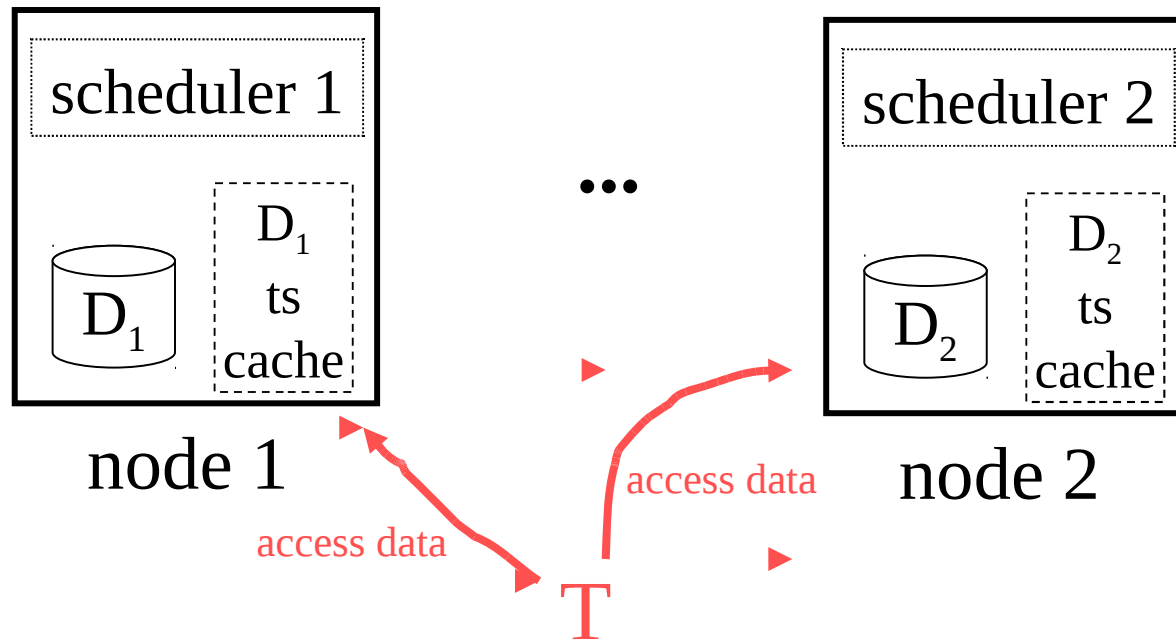 scheduler 1
D1
ts
cache
D1
node 1
...
scheduler 2
D2
ts
cache
D2
node 2
access data
access data
T